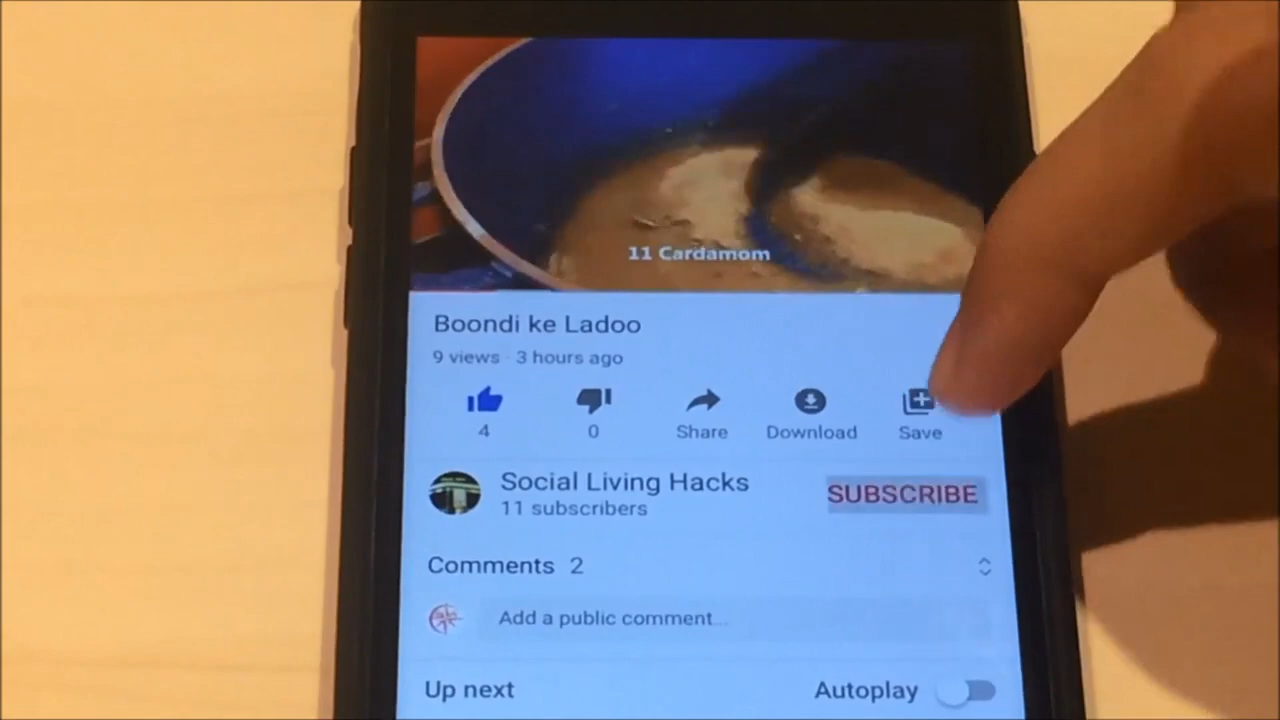 11 Cardamom
Boondi ke Ladoo
9 views · 3 hours ago
4 0 Share Download Save
Social Living Hacks
11 subscribers
SUBSCRIBE
Comments 2
Add a public comment...
Up next Autoplay